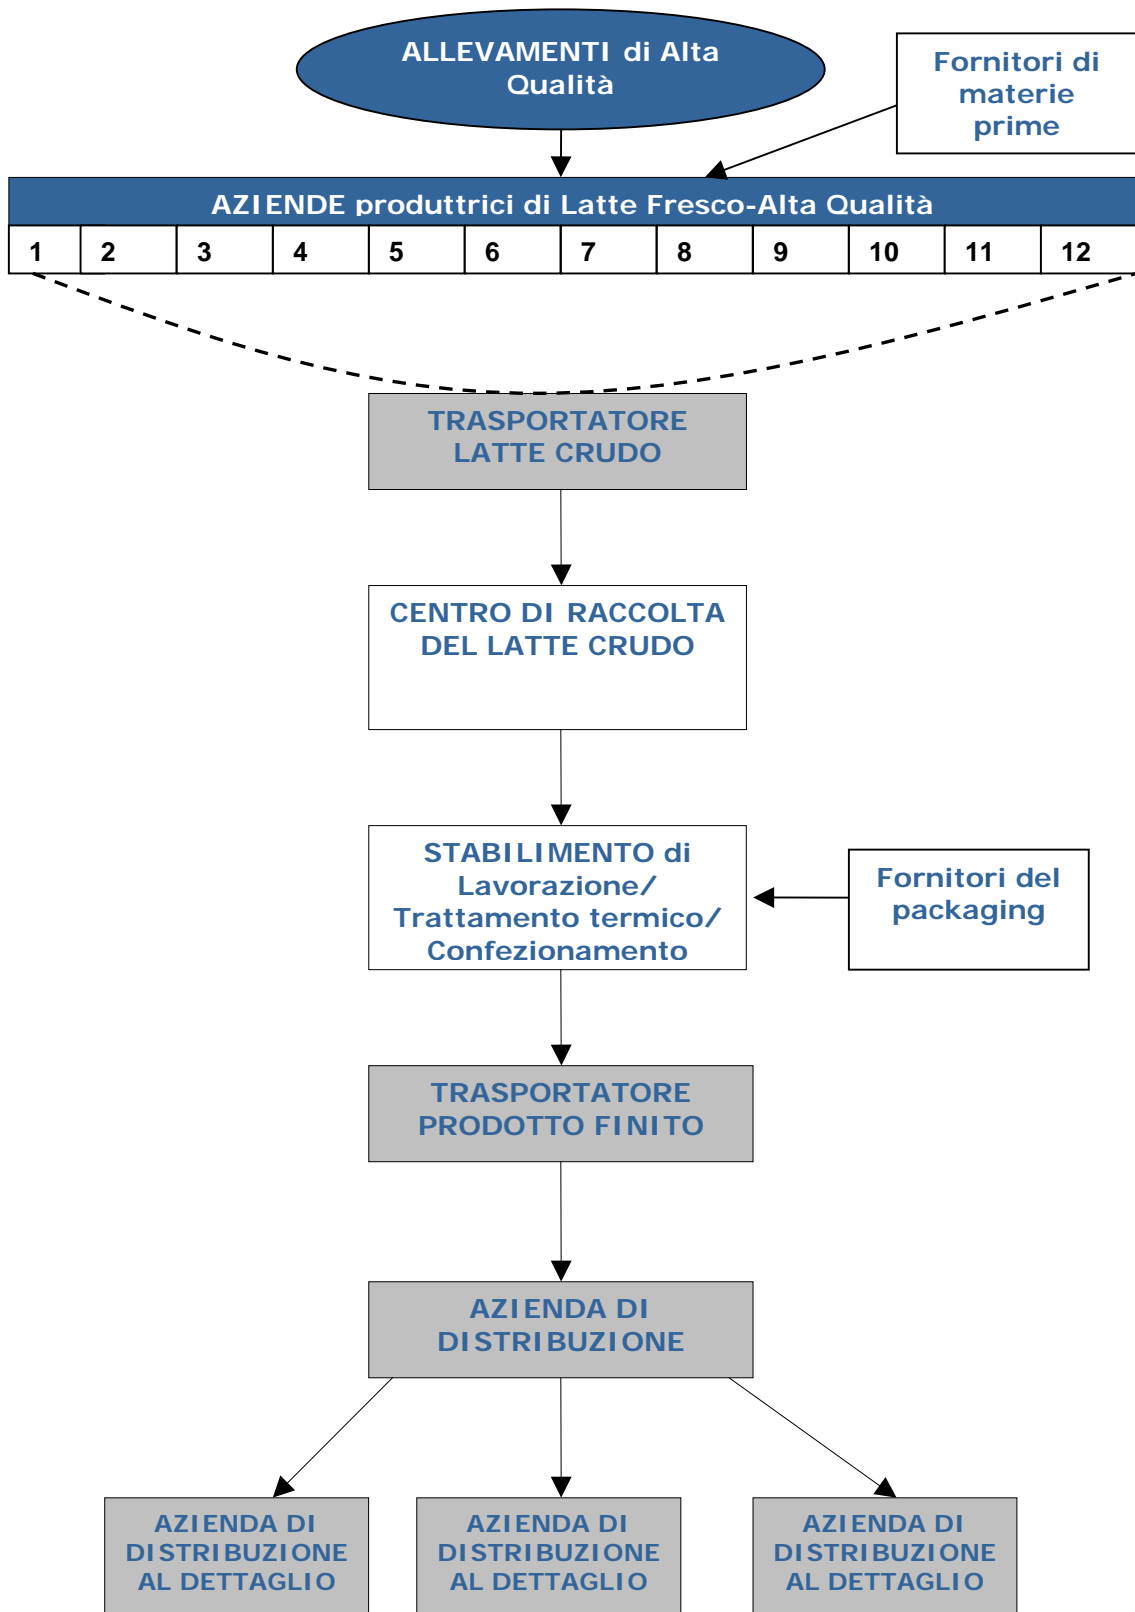 ALLEVAMENTI di Alta
Qualità
Fornitori di
materie
prime
AZIENDE produttrici di Latte Fresco-Alta Qualità
1 2 3 4 5 6 7 8 9 10 11 12
TRASPORTATORE
LATTE CRUDO
CENTRO DI RACCOLTA
DEL LATTE CRUDO
STABILIMENTO di
Lavorazione/
Trattamento termico/
Confezionamento
Fornitori del
packaging
TRASPORTATORE
PRODOTTO FINITO
AZIENDA DI
DISTRIBUZIONE
AZIENDA DI
DISTRIBUZIONE
AL DETTAGLIO
AZIENDA DI
DISTRIBUZIONE
AL DETTAGLIO
AZIENDA DI
DISTRIBUZIONE
AL DETTAGLIO